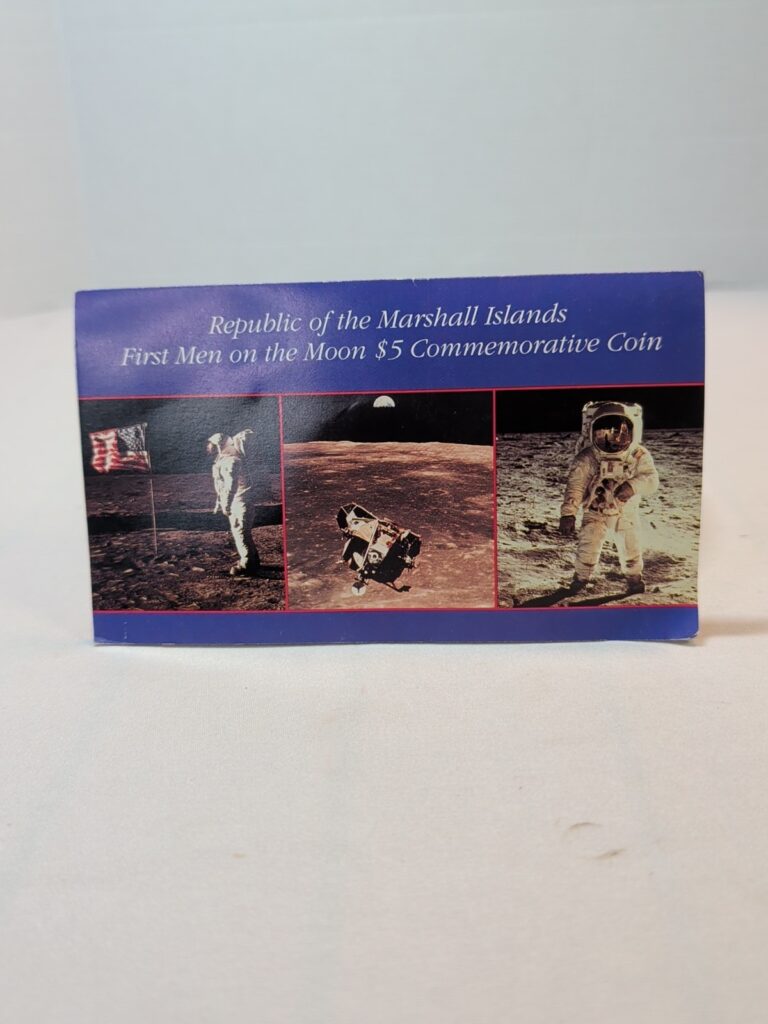 Republic of the Marshall Islands
First Men on the Moon $5 Commemorative Coin